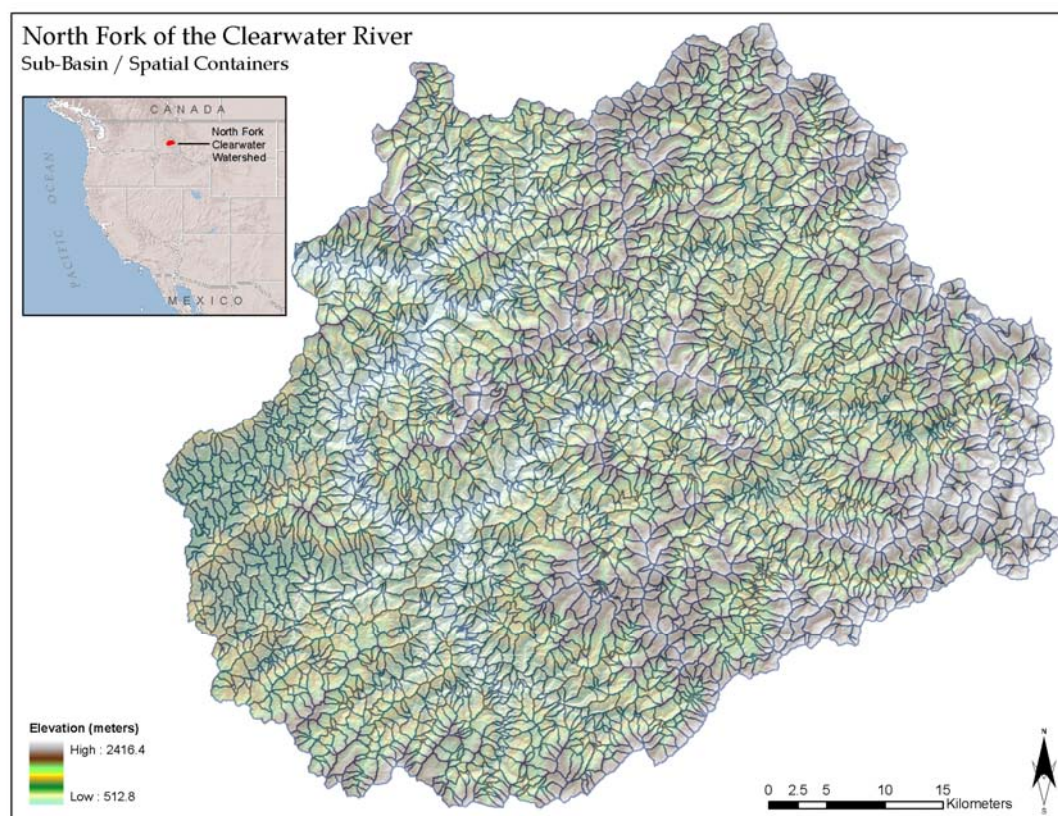 North Fork of the Clearwater River
Sub-Basin / Spatial Containers
CANADA
North Fork
Clearwater
Watershed
PACIFIC OCEAN
MEXICO
Elevation (meters)
High : 2416.4
Low : 512.8
N
S
0 2.5 5 10 15
Kilometers